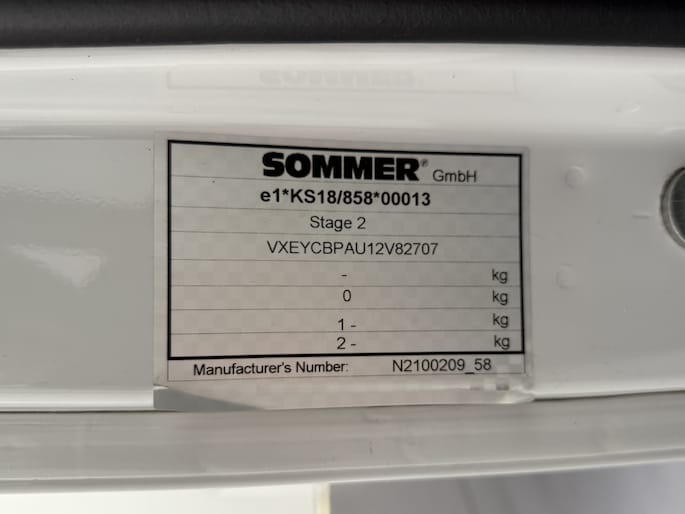 SOMMER® GmbH
e1*KS18/858*00013
Stage 2
VXEYCBPAU12V82707
- kg
0 kg
1 - kg
2 - kg
Manufacturer's Number: N2100209_58